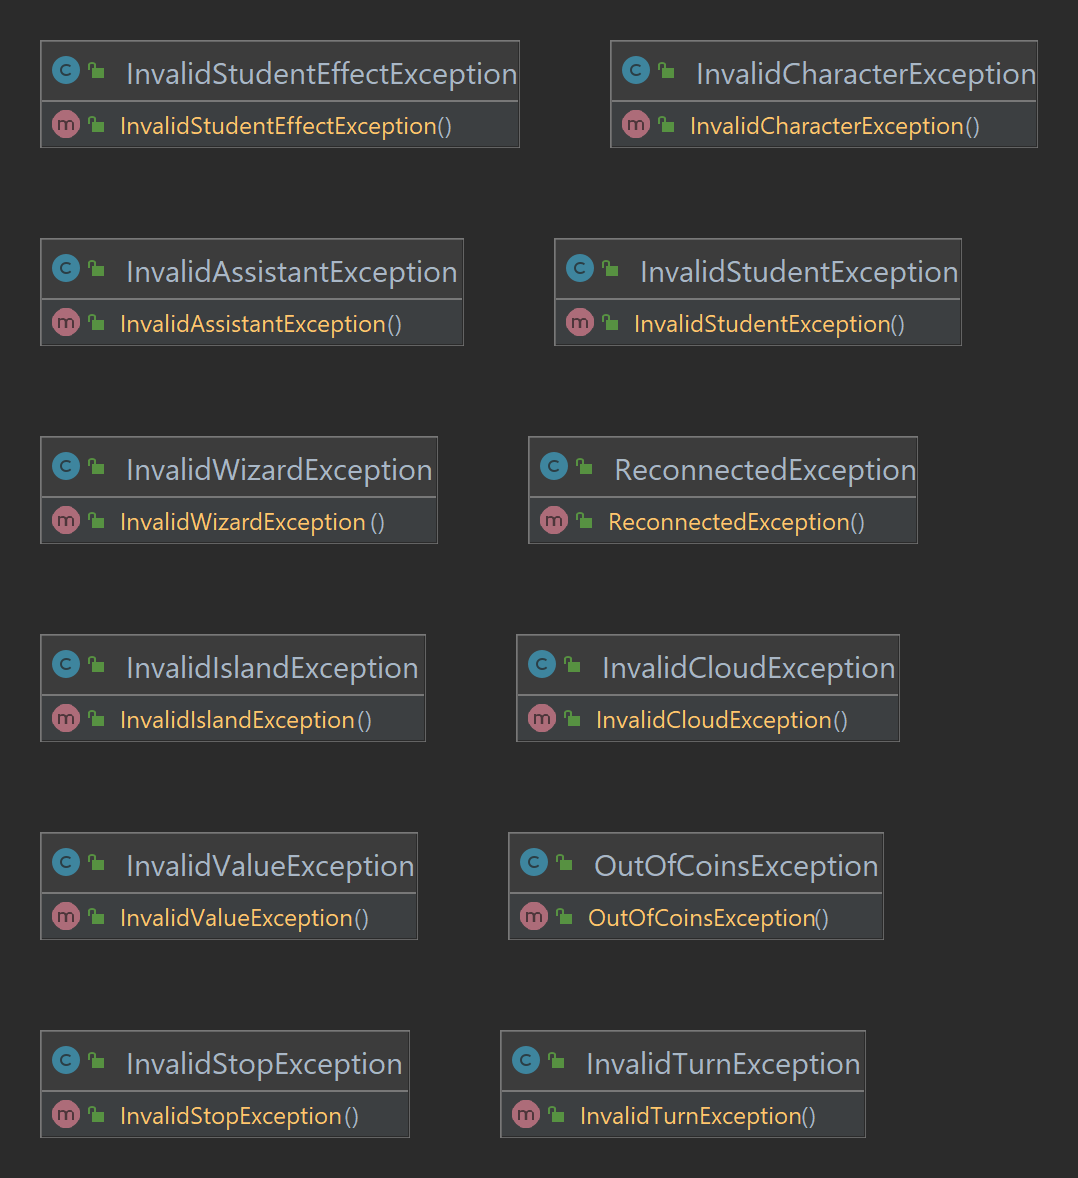 InvalidStudentEffectException
InvalidStudentEffectException()
InvalidCharacterException
InvalidCharacterException()
InvalidAssistantException
InvalidAssistantException()
InvalidStudentException
InvalidStudentException()
InvalidWizardException
InvalidWizardException()
ReconnectedException
ReconnectedException()
InvalidIslandException
InvalidIslandException()
InvalidCloudException
InvalidCloudException()
InvalidValueException
InvalidValueException()
OutOfCoinsException
OutOfCoinsException()
InvalidStopException
InvalidStopException()
InvalidTurnException
InvalidTurnException()